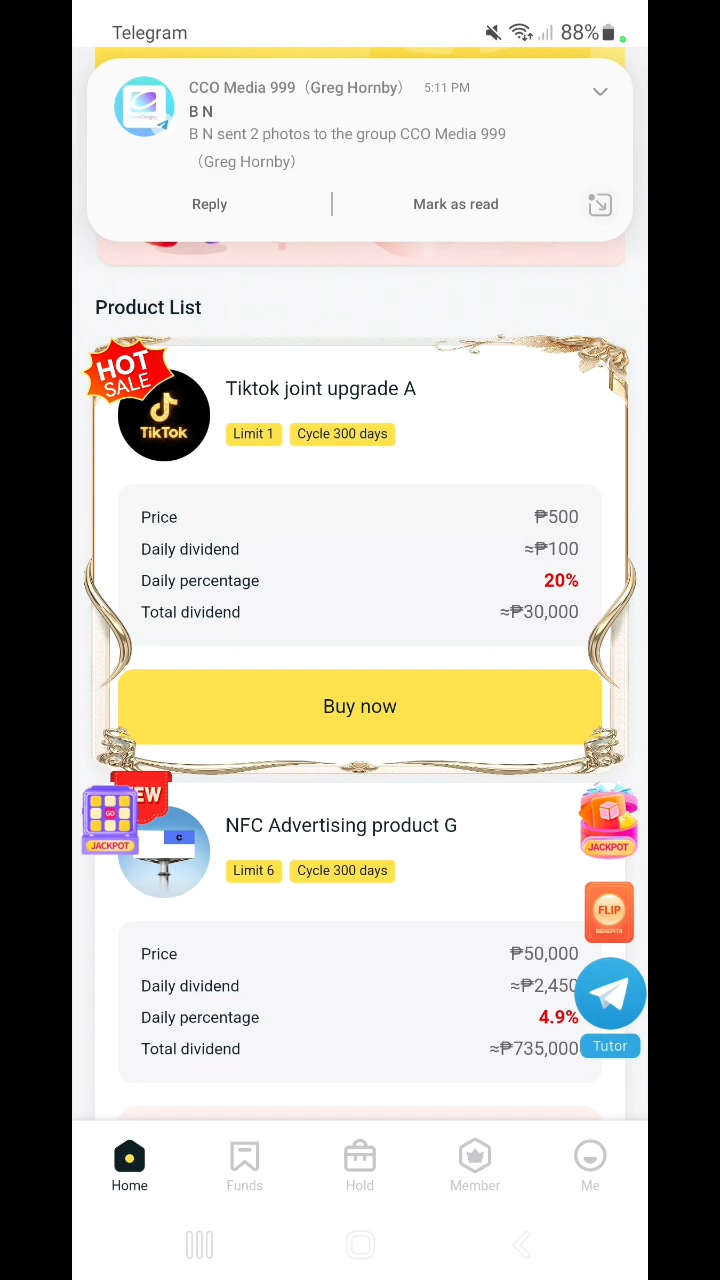 Telegram
88%
CCO Media 999（Greg Hornby） 5:11 PM
B N
B N sent 2 photos to the group CCO Media 999
（Greg Hornby）
Reply
Mark as read
Product List
HOT
SALE
TikTok
Tiktok joint upgrade A
Limit 1
Cycle 300 days
Price ₱500
Daily dividend ≈₱100
Daily percentage 20%
Total dividend ≈₱30,000
Buy now
GO
JACKPOT
C
NFC Advertising product G
Limit 6
Cycle 300 days
JACKPOT
Price ₱50,000
Daily dividend ≈₱2,450
Daily percentage 4.9%
Total dividend ≈₱735,000
FLIP
BENEFITS
Tutor
Home
Funds
Hold
Member
Me